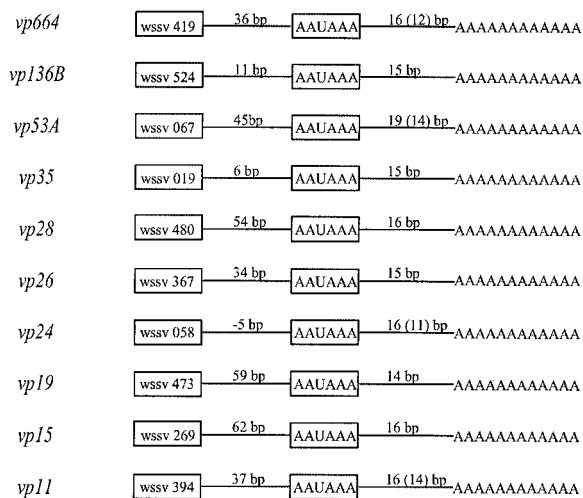 vp664 wssv 419 36 bp AAUAAA 16 (12) bp AAAAAAAAAAAA
vp136B wssv 524 11 bp AAUAAA 15 bp AAAAAAAAAAAA
vp53A wssv 067 45bp AAUAAA 19 (14) bp AAAAAAAAAAAA
vp35 wssv 019 6 bp AAUAAA 15 bp AAAAAAAAAAAA
vp28 wssv 480 54 bp AAUAAA 16 bp AAAAAAAAAAAA
vp26 wssv 367 34 bp AAUAAA 15 bp AAAAAAAAAAAA
vp24 wssv 058 -5 bp AAUAAA 16 (11) bp AAAAAAAAAAAA
vp19 wssv 473 59 bp AAUAAA 14 bp AAAAAAAAAAAA
vp15 wssv 269 62 bp AAUAAA 16 bp AAAAAAAAAAAA
vp11 wssv 394 37 bp AAUAAA 16 (14) bp AAAAAAAAAAAA